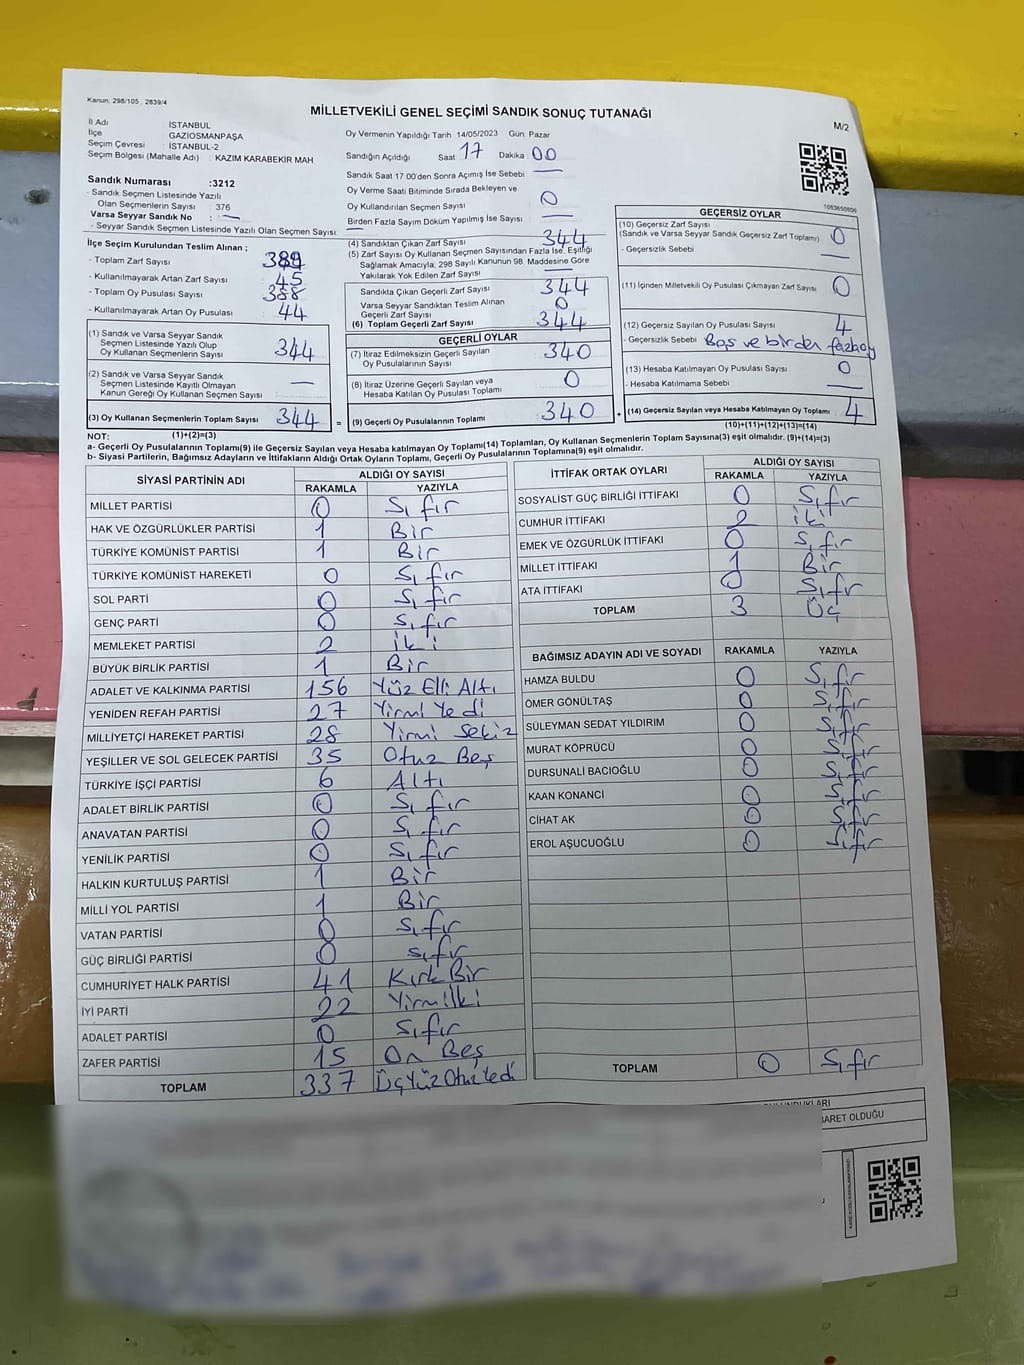 Kanun: 298/105 , 2839/4
MİLLETVEKİLİ GENEL SEÇİMİ SANDIK SONUÇ TUTANAĞI
M/2
İl Adı İSTANBUL
İlçe GAZİOSMANPAŞA
Seçim Çevresi : İSTANBUL-2
Seçim Bölgesi (Mahalle Adı) : KAZIM KARABEKİR MAH
Sandık Numarası :3212
- Sandık Seçmen Listesinde Yazılı
Olan Seçmenlerin Sayısı : 376
Varsa Seyyar Sandık No : —
- Seyyar Sandık Seçmen Listesinde Yazılı Olan Seçmen Sayısı —
İlçe Seçim Kurulundan Teslim Alınan ;
- Toplam Zarf Sayısı 389
- Kullanılmayarak Artan Zarf Sayısı 45
- Toplam Oy Pusulası Sayısı 388
- Kullanılmayarak Artan Oy Pusulası 44
(1) Sandık ve Varsa Seyyar Sandık
Seçmen Listesinde Yazılı Olup
Oy Kullanan Seçmenlerin Sayısı 344
(2) Sandık ve Varsa Seyyar Sandık
Seçmen Listesinde Kayıtlı Olmayan
Kanun Gereği Oy Kullanan Seçmen Sayısı —
(3) Oy Kullanan Seçmenlerin Toplam Sayısı 344 =
(1)+(2)=(3)
Oy Vermenin Yapıldığı Tarih 14/05/2023 Gün: Pazar
Sandığın Açıldığı Saat 17 Dakika : 00
Sandık Saat 17:00'den Sonra Açımış İse Sebebi —
Oy Verme Saati Bitiminde Sırada Bekleyen ve
Oy Kullandırılan Seçmen Sayısı 0
Birden Fazla Sayım Döküm Yapılmış İse Sayısı —
(4) Sandıktan Çıkan Zarf Sayısı 344
(5) Zarf Sayısı Oy Kullanan Seçmen Sayısından Fazla İse, Eşitliği
Sağlamak Amacıyla, 298 Sayılı Kanunun 98. Maddesine Göre
Yakılarak Yok Edilen Zarf Sayısı —
Sandıkta Çıkan Geçerli Zarf Sayısı 344
Varsa Seyyar Sandıktan Teslim Alınan
Geçerli Zarf Sayısı 0
(6) Toplam Geçerli Zarf Sayısı 344
GEÇERLİ OYLAR
(7) İtiraz Edilmeksizin Geçerli Sayılan
Oy Pusulalarının Sayısı 340
(8) İtiraz Üzerine Geçerli Sayılan veya
Hesaba Katılan Oy Pusulası Toplamı 0
(9) Geçerli Oy Pusulalarının Toplamı 340 +
1063650606
GEÇERSİZ OYLAR
(10) Geçersiz Zarf Sayısı
(Sandık ve Varsa Seyyar Sandık Geçersiz Zarf Toplamı) 0
- Geçersizlik Sebebi —
(11) İçinden Milletvekili Oy Pusulası Çıkmayan Zarf Sayısı 0
(12) Geçersiz Sayılan Oy Pusulası Sayısı 4
- Geçersizlik Sebebi Boş ve birden fazla oy
(13) Hesaba Katılmayan Oy Pusulası Sayısı 0
- Hesaba Katılmama Sebebi —
(14) Geçersiz Sayılan veya Hesaba Katılmayan Oy Toplamı 4
(10)+(11)+(12)+(13)=(14)
NOT:
a- Geçerli Oy Pusulalarının Toplamı(9) ile Geçersiz Sayılan veya Hesaba katılmayan Oy Toplamı(14) Toplamları, Oy Kullanan Seçmenlerin Toplam Sayısına(3) eşit olmalıdır. (9)+(14)=(3)
b- Siyasi Partilerin, Bağımsız Adayların ve İttifakların Aldığı Ortak Oyların Toplamı, Geçerli Oy Pusulalarının Toplamına(9) eşit olmalıdır.
SİYASİ PARTİNİN ADI ALDIĞI OY SAYISI
RAKAMLA YAZIYLA
MİLLET PARTİSİ 0 Sıfır
HAK VE ÖZGÜRLÜKLER PARTİSİ 1 Bir
TÜRKİYE KOMÜNİST PARTİSİ 1 Bir
TÜRKİYE KOMÜNİST HAREKETİ 0 Sıfır
SOL PARTİ 0 Sıfır
GENÇ PARTİ 0 Sıfır
MEMLEKET PARTİSİ 2 İki
BÜYÜK BİRLİK PARTİSİ 1 Bir
ADALET VE KALKINMA PARTİSİ 156 Yüz Elli Altı
YENİDEN REFAH PARTİSİ 27 Yirmi Yedi
MİLLİYETÇİ HAREKET PARTİSİ 28 Yirmi Sekiz
YEŞİLLER VE SOL GELECEK PARTİSİ 35 Otuz Beş
TÜRKİYE İŞÇİ PARTİSİ 6 Altı
ADALET BİRLİK PARTİSİ 0 Sıfır
ANAVATAN PARTİSİ 0 Sıfır
YENİLİK PARTİSİ 0 Sıfır
HALKIN KURTULUŞ PARTİSİ 1 Bir
MİLLİ YOL PARTİSİ 1 Bir
VATAN PARTİSİ 0 Sıfır
GÜÇ BİRLİĞİ PARTİSİ 0 Sıfır
CUMHURİYET HALK PARTİSİ 41 Kırk Bir
İYİ PARTİ 22 Yirmi İki
ADALET PARTİSİ 0 Sıfır
ZAFER PARTİSİ 15 On Beş
TOPLAM 337 Üçyüz Otuz Yedi
İTTİFAK ORTAK OYLARI ALDIĞI OY SAYISI
RAKAMLA YAZIYLA
SOSYALİST GÜÇ BİRLİĞİ İTTİFAKI 0 Sıfır
CUMHUR İTTİFAKI 2 İki
EMEK VE ÖZGÜRLÜK İTTİFAKI 0 Sıfır
MİLLET İTTİFAKI 1 Bir
ATA İTTİFAKI 0 Sıfır
TOPLAM 3 Üç
BAĞIMSIZ ADAYIN ADI VE SOYADI RAKAMLA YAZIYLA
HAMZA BULDU 0 Sıfır
ÖMER GÖNÜLTAŞ 0 Sıfır
SÜLEYMAN SEDAT YILDIRIM 0 Sıfır
MURAT KÖPRÜCÜ 0 Sıfır
DURSUNALİ BACIOĞLU 0 Sıfır
KAAN KONANCİ 0 Sıfır
CİHAT AK 0 Sıfır
EROL AŞUCUOĞLU 0 Sıfır
TOPLAM 0 Sıfır
OLDUĞU